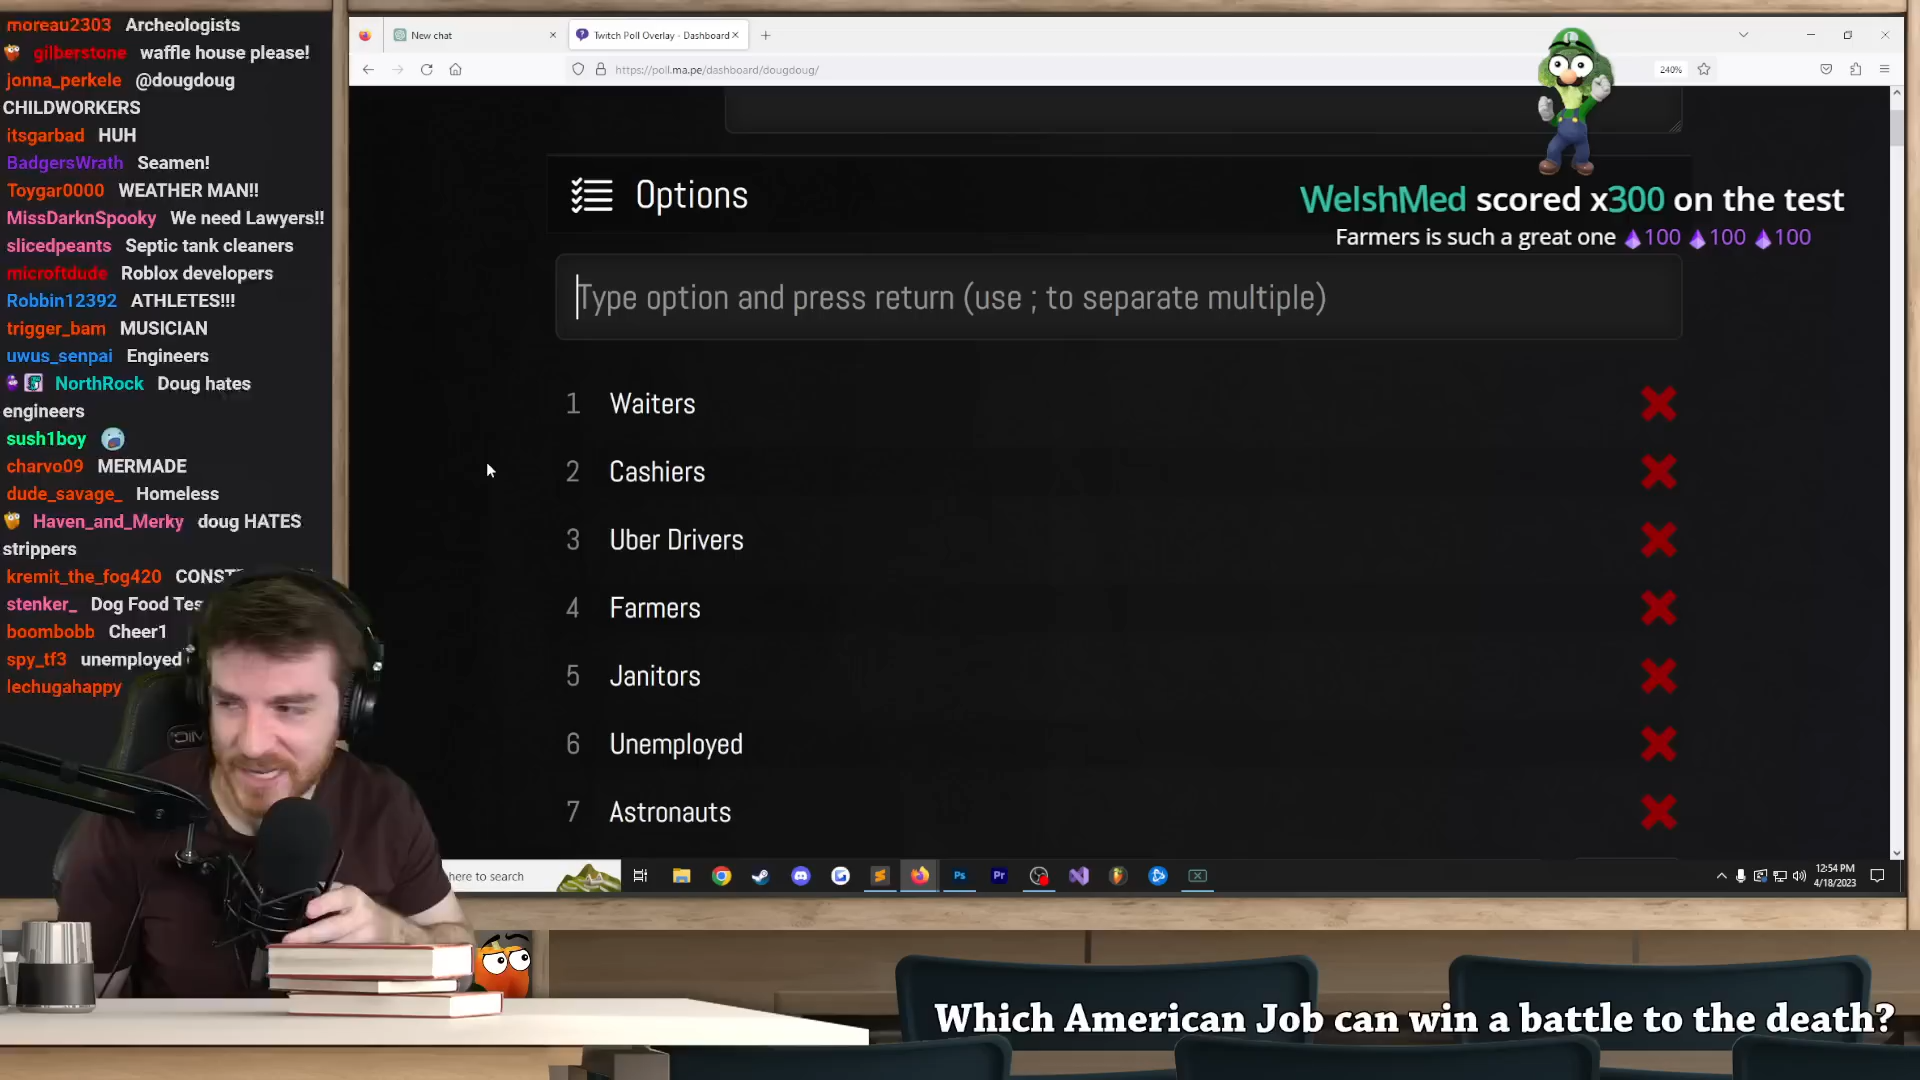 moreau2303 Archeologists
gilberstone waffle house please!
jonna_perkele @dougdoug
CHILDWORKERS
itsgarbad HUH
BadgersWrath Seamen!
Toygar0000 WEATHER MAN!!
MissDarknSpooky We need Lawyers!!
slicedpeants Septic tank cleaners
microftdude Roblox developers
Robbin12392 ATHLETES!!!
trigger_bam MUSICIAN
uwus_senpai Engineers
NorthRock Doug hates
engineers
sush1boy
charvo09 MERMADE
dude_savage_ Homeless
Haven_and_Merky doug HATES
strippers
kremit_the_fog420 CONST
stenker_ Dog Food Tes
boombobb Cheer1
spy_tf3 unemployed
lechugahappy
New chat
Twitch Poll Overlay - Dashboard
https://poll.ma.pe/dashboard/dougdoug/
240%
Options
WelshMed scored x300 on the test
Farmers is such a great one 100 100 100
Type option and press return (use ; to separate multiple)
1 Waiters
2 Cashiers
3 Uber Drivers
4 Farmers
5 Janitors
6 Unemployed
7 Astronauts
here to search
Ps
Pr
12:54 PM
4/18/2023
Which American Job can win a battle to the death?